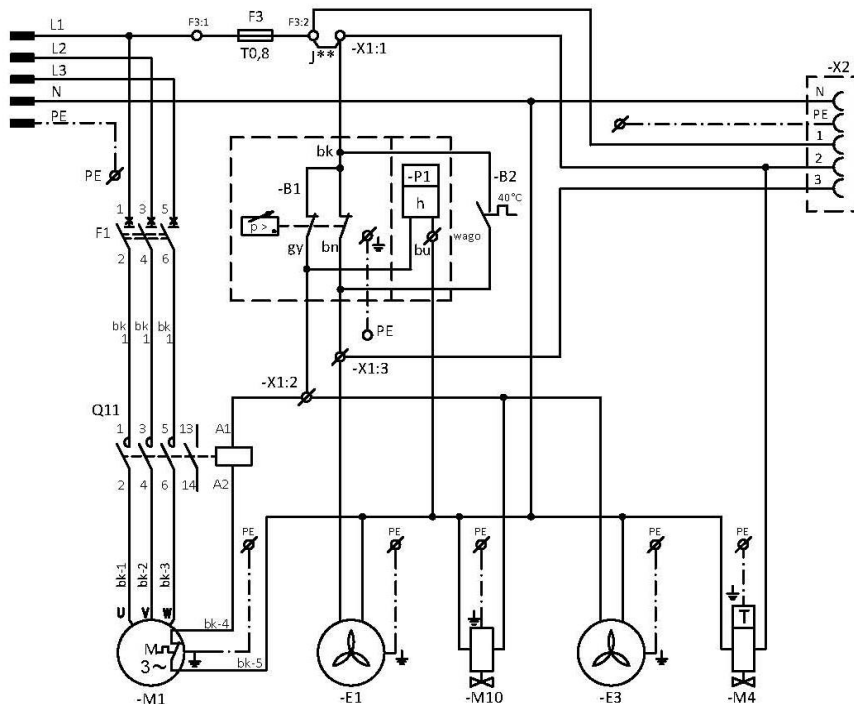 L1
F3:1
F3
F3:2
T0,8
J**
-X1:1
L2
L3
N
PE
-X2
N
PE
1
2
3
PE
bk
-B1
-P1
h
-B2
40°C
p >
gy
bn
bu
wago
1 3 5
F1
2 4 6
PE
bk 1
bk 1
bk 1
-X1:3
-X1:2
Q11
1 3 5 13 A1
2 4 6 14 A2
PE
PE
PE
PE
PE
bk-1
bk-2
bk-3
U V W
bk-4
M
3~
bk-5
T
-M1
-E1
-M10
-E3
-M4